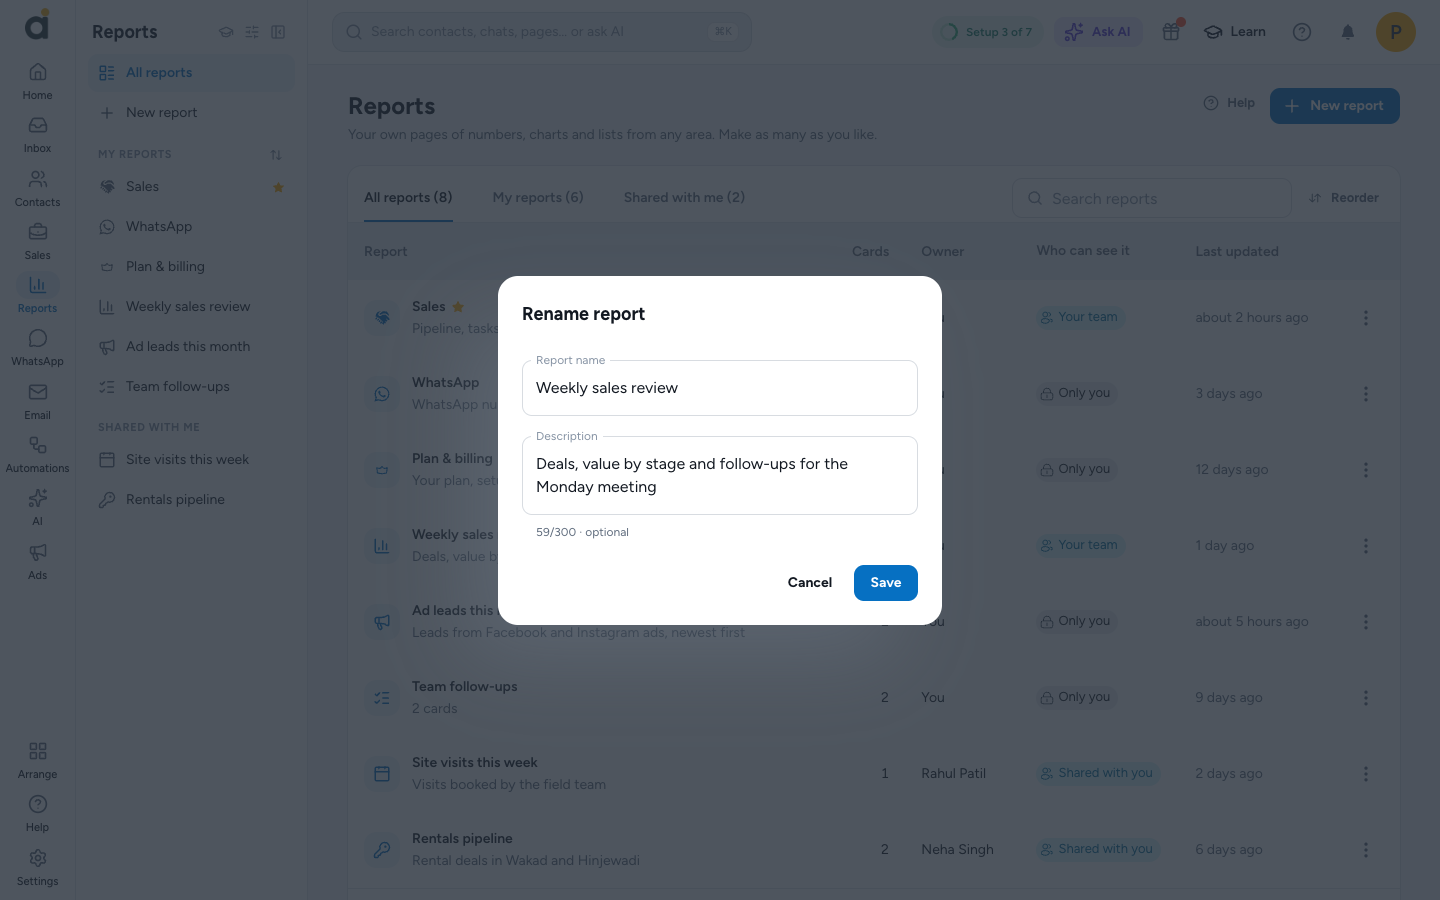 Reports
Search contacts, chats, pages... or ask AI
⌘K
Setup 3 of 7
Ask AI
Learn
P
Home
Inbox
Contacts
Sales
Reports
WhatsApp
Email
Automations
AI
Ads
Arrange
Help
Settings
All reports
New report
MY REPORTS
Sales
WhatsApp
Plan & billing
Weekly sales review
Ad leads this month
Team follow-ups
SHARED WITH ME
Site visits this week
Rentals pipeline
Reports
Your own pages of numbers, charts and lists from any area. Make as many as you like.
Help
New report
All reports (8)
My reports (6)
Shared with me (2)
Search reports
Reorder
Report
Cards
Owner
Who can see it
Last updated
Sales
Pipeline, tasks
Your team
about 2 hours ago
WhatsApp
WhatsApp
Only you
3 days ago
Plan & billing
Your plan,
Only you
12 days ago
Weekly sales
Deals, value
Your team
1 day ago
Ad leads this
Leads from Facebook and Instagram ads, newest first
You
Only you
about 5 hours ago
Team follow-ups
2 cards
2
You
Only you
9 days ago
Site visits this week
Visits booked by the field team
1
Rahul Patil
Shared with you
2 days ago
Rentals pipeline
Rental deals in Wakad and Hinjewadi
2
Neha Singh
Shared with you
6 days ago
Rename report
Report name
Weekly sales review
Description
Deals, value by stage and follow-ups for the
Monday meeting
59/300 · optional
Cancel
Save